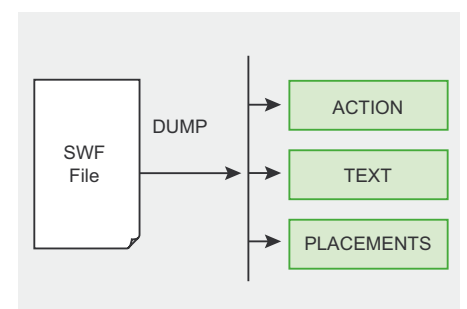 SWF
File
DUMP
ACTION
TEXT
PLACEMENTS